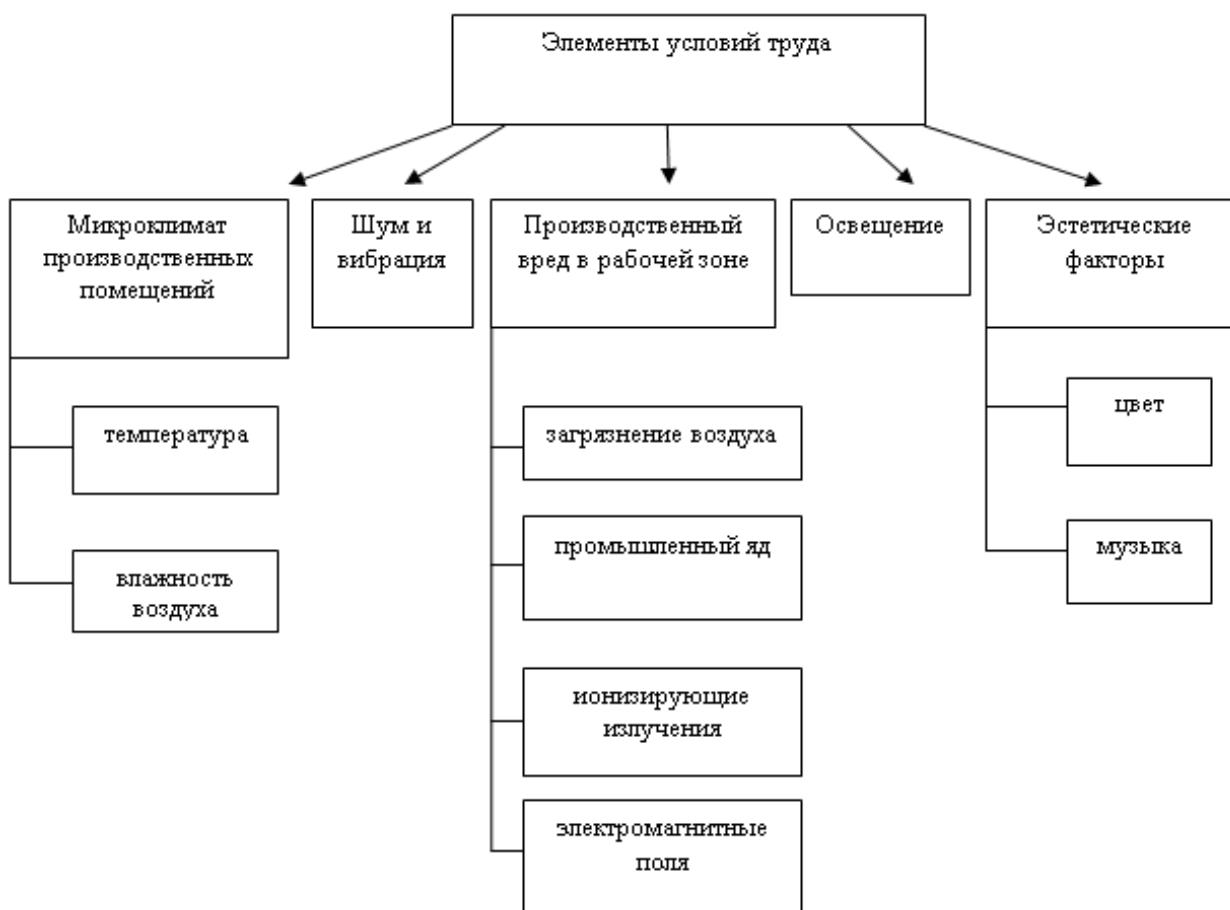 Элементы условий труда
Микроклимат
производственных
помещений
Шум и
вибрация
Производственный
вред в рабочей зоне
Освещение
Эстетические
факторы
температура
влажность
воздуха
загрязнение воздуха
промышленный яд
ионизирующие
излучения
электромагнитные
поля
цвет
музыка